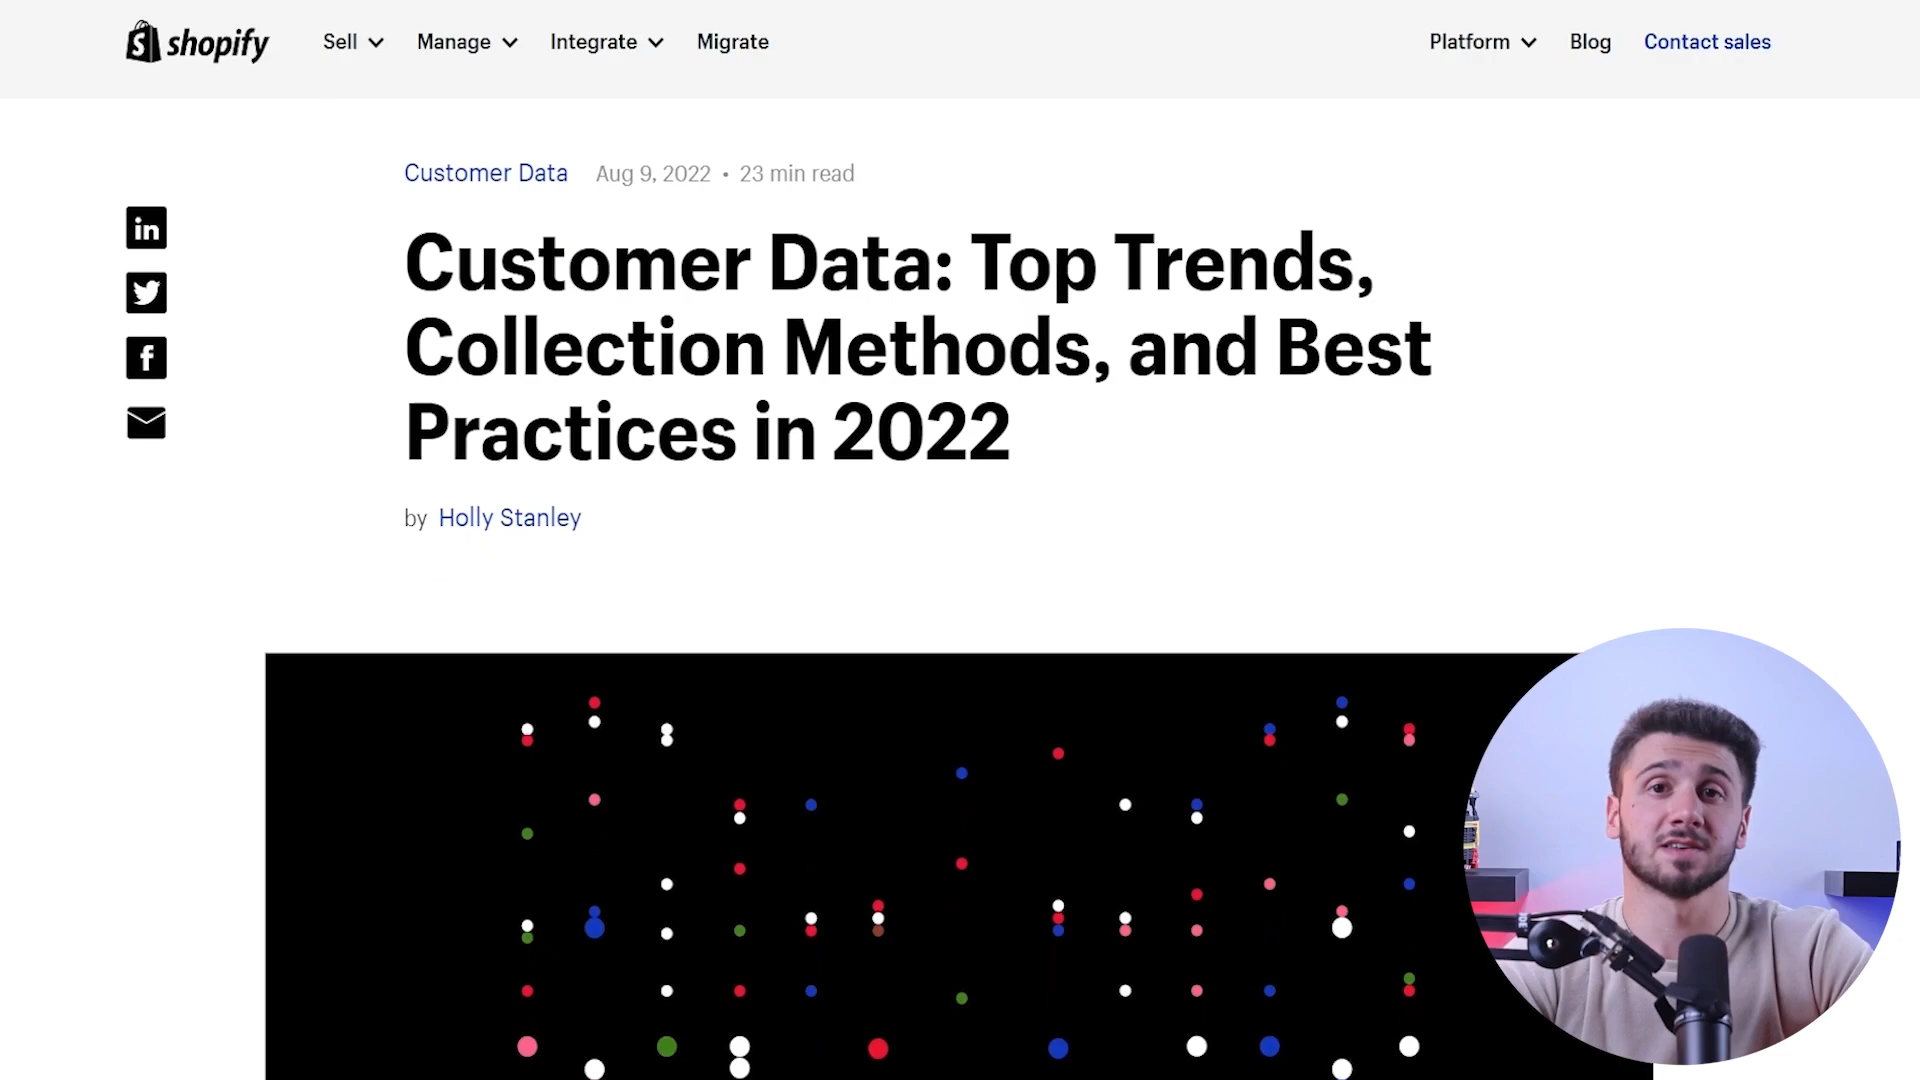 shopify
Sell
Manage
Integrate
Migrate
Platform
Blog
Contact sales
Customer Data
Aug 9, 2022 • 23 min read
Customer Data: Top Trends,
Collection Methods, and Best
Practices in 2022
by Holly Stanley